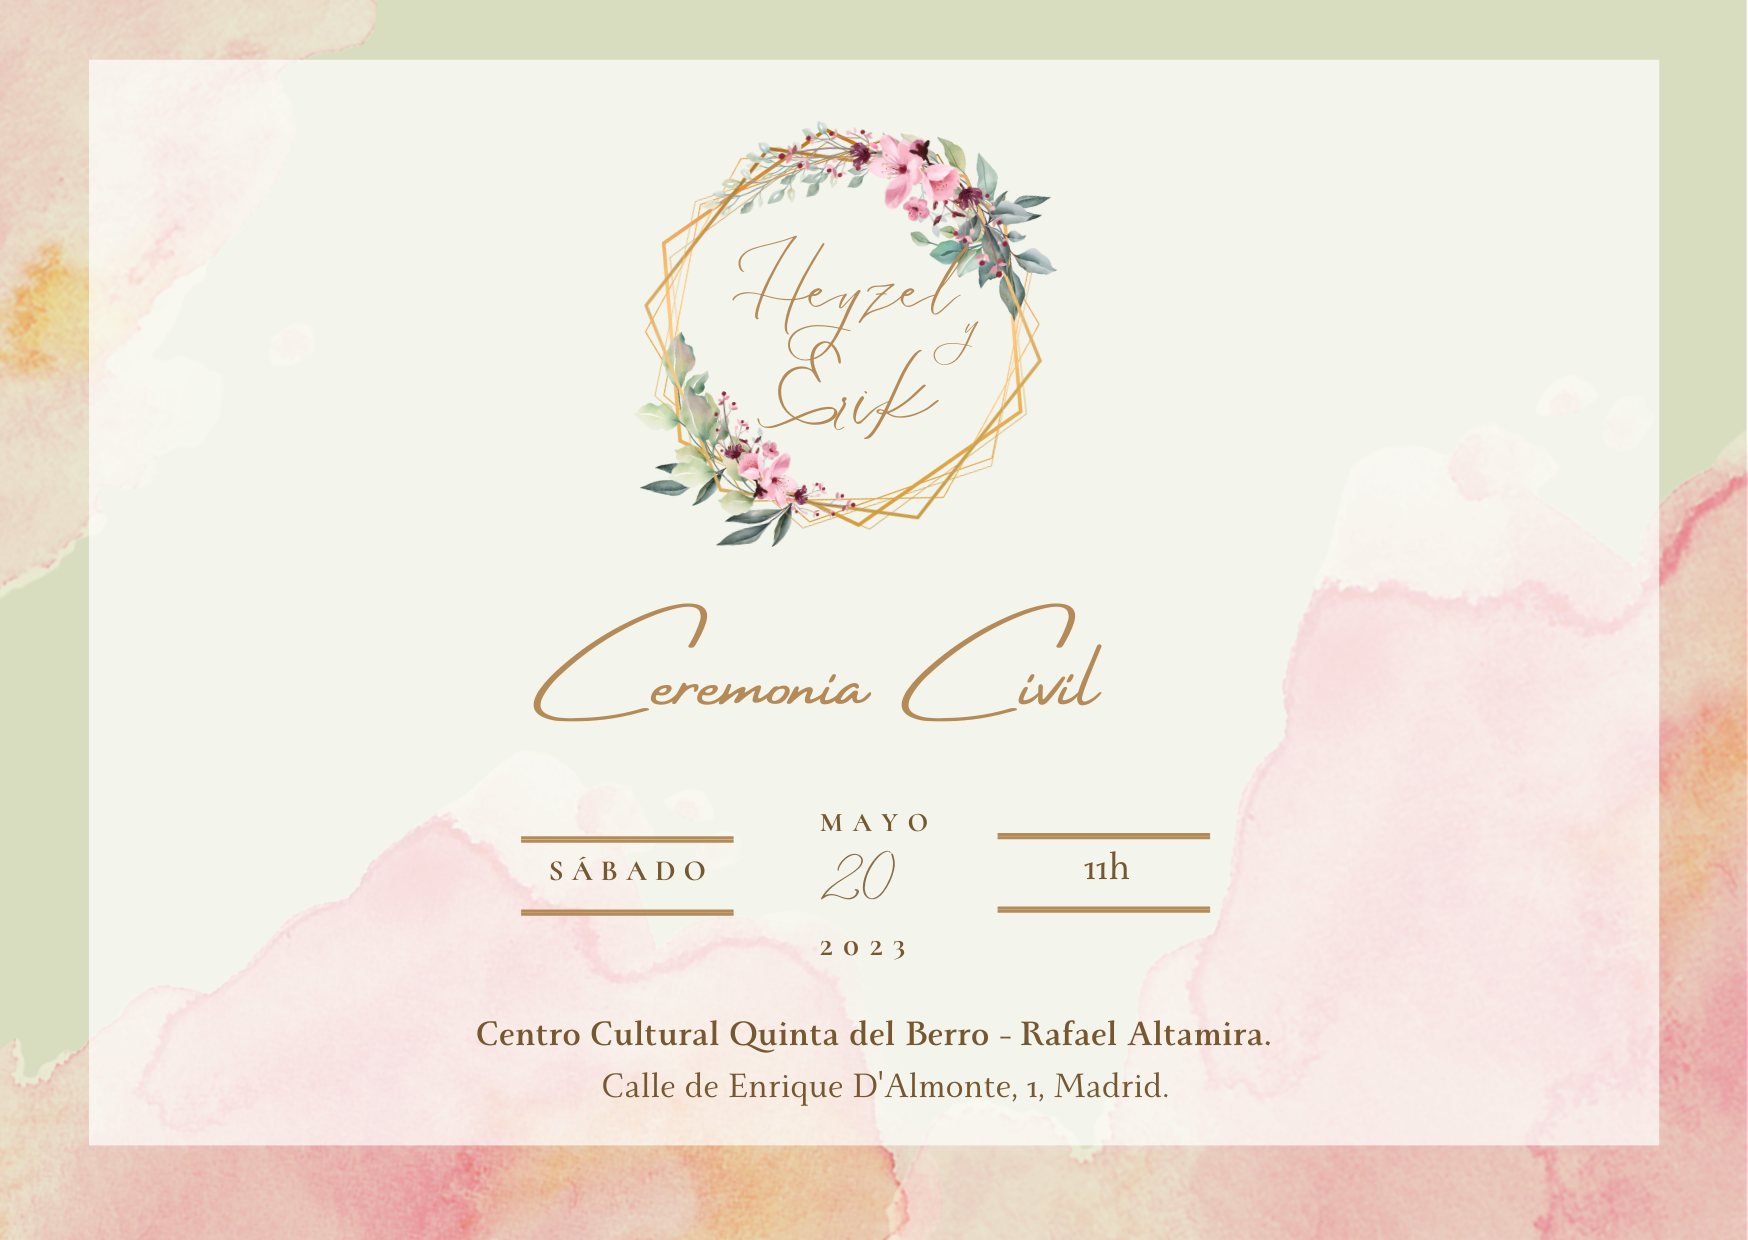 Heyzel
y
Erik
Ceremonia Civil
MAYO
SÁBADO
20
11h
2023
Centro Cultural Quinta del Berro - Rafael Altamira.
Calle de Enrique D'Almonte, 1, Madrid.